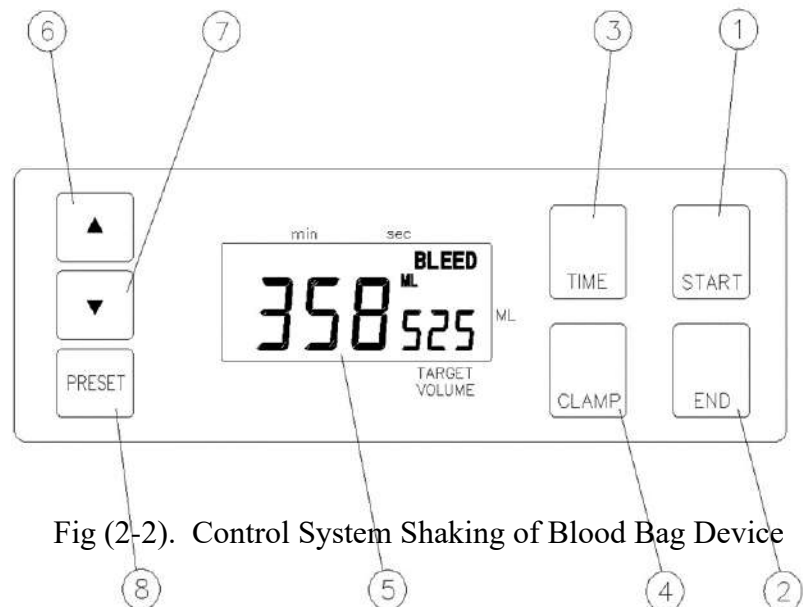 6 7 3 1
min sec
▲ BLEED
ML
TIME START
▼ 358 525 ML
TARGET
VOLUME
PRESET
CLAMP END
Fig (2-2). Control System Shaking of Blood Bag Device
8 5 4 2